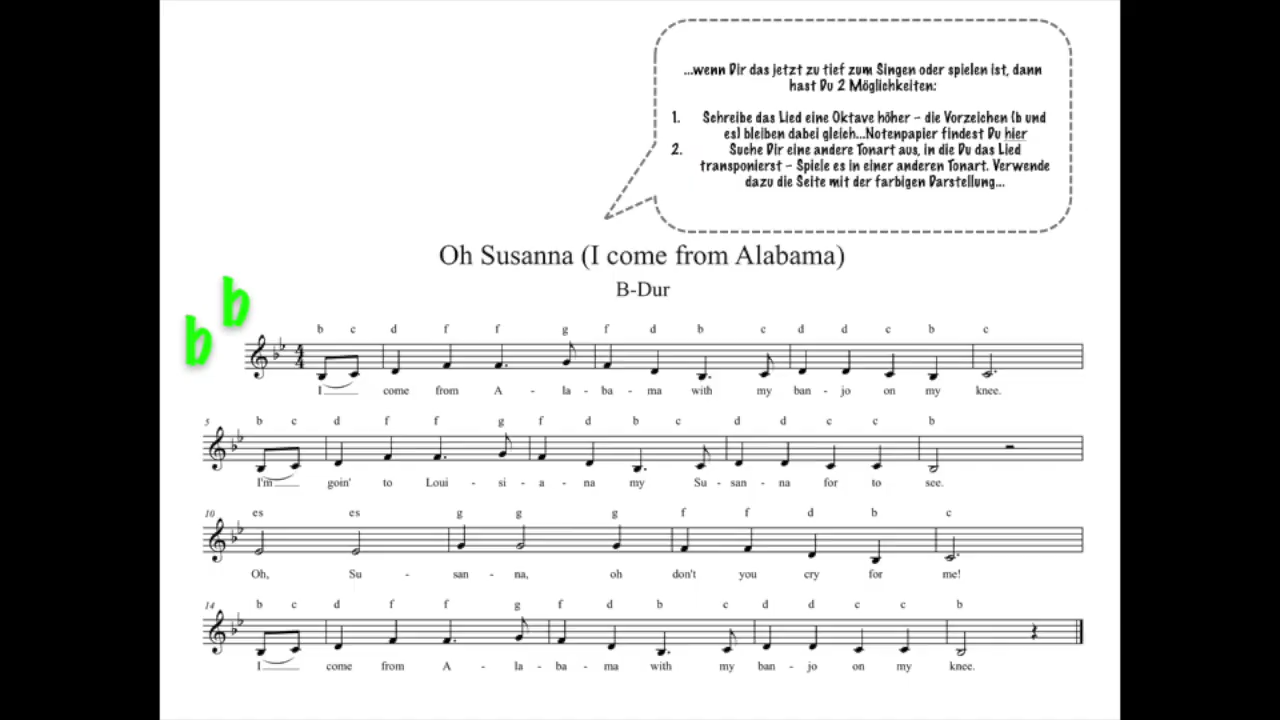 ...wenn Dir das jetzt zu tief zum Singen oder spielen ist, dann
hast Du 2 Möglichkeiten:
1. Schreibe das Lied eine Oktave höher – die Vorzeichen (b und
es) bleiben dabei gleich...Notenpapier findest Du hier
2. Suche Dir eine andere Tonart aus, in die Du das Lied
transponierst – Spiele es in einer anderen Tonart. Verwende
dazu die Seite mit der farbigen Darstellung...
Oh Susanna (I come from Alabama)
B-Dur
b
b
b c d f f g f d b c d d c b c
4
4
I come from A - la - ba - ma with my ban - jo on my knee.
5
b c d f f g f d b c d d c c b
I'm goin' to Loui - si - a - na my Su - san - na for to see.
10
es es g g g f f d b c
Oh, Su - san - na, oh don't you cry for me!
14
b c d f f g f d b c d d c c b
I come from A - la - ba - ma with my ban - jo on my knee.